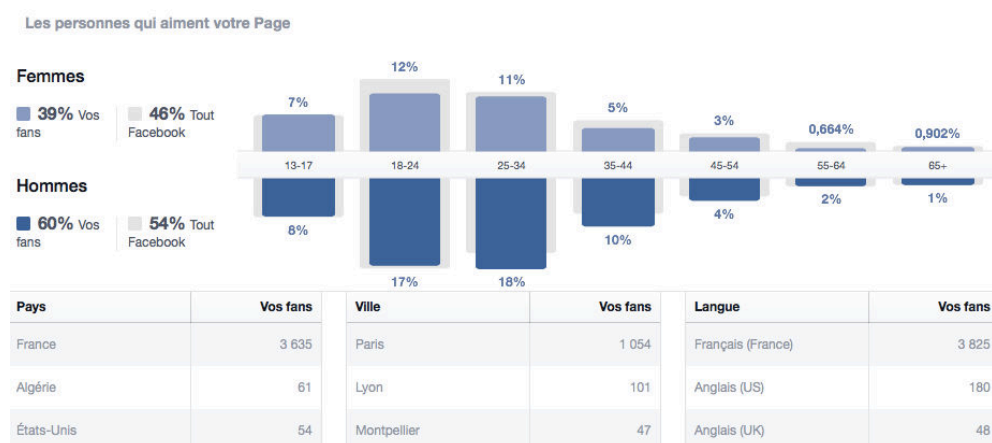 Les personnes qui aiment votre Page
Femmes
39% Vos fans
46% Tout Facebook
Hommes
60% Vos fans
54% Tout Facebook
7%
12%
11%
5%
3%
0,664%
0,902%
13-17
18-24
25-34
35-44
45-54
55-64
65+
8%
17%
18%
10%
4%
2%
1%
Pays Vos fans
France 3 635
Algérie 61
États-Unis 54
Ville Vos fans
Paris 1 054
Lyon 101
Montpellier 47
Langue Vos fans
Français (France) 3 825
Anglais (US) 180
Anglais (UK) 48